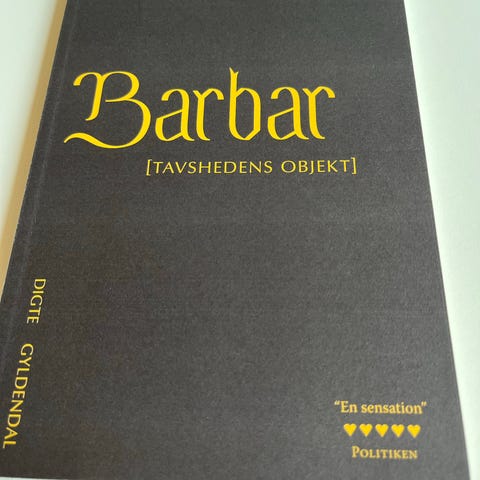 Barbar
[TAVSHEDENS OBJEKT]
DIGTE GYLDENDAL
“En sensation”
♥♥♥♥♥
POLITIKEN